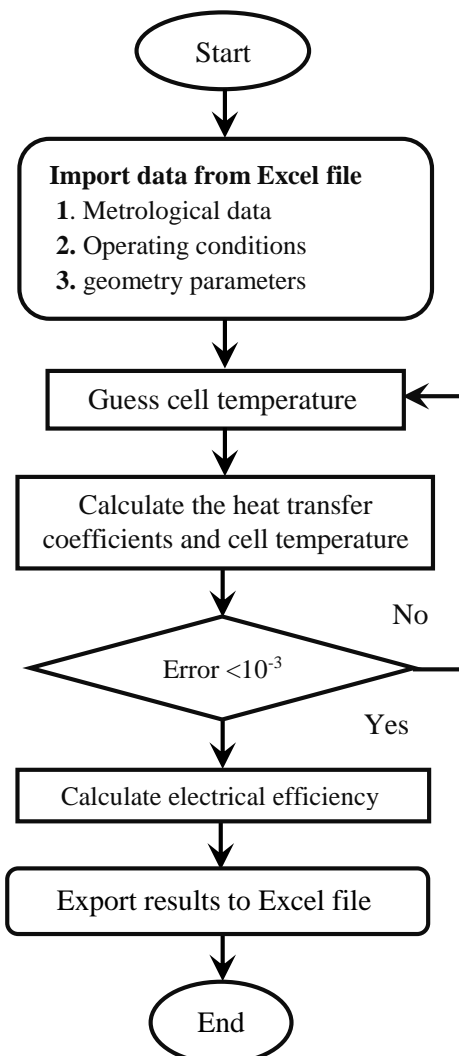 Start
Import data from Excel file
1. Metrological data
2. Operating conditions
3. geometry parameters
Guess cell temperature
Calculate the heat transfer
coefficients and cell temperature
No
Error <10⁻³
Yes
Calculate electrical efficiency
Export results to Excel file
End